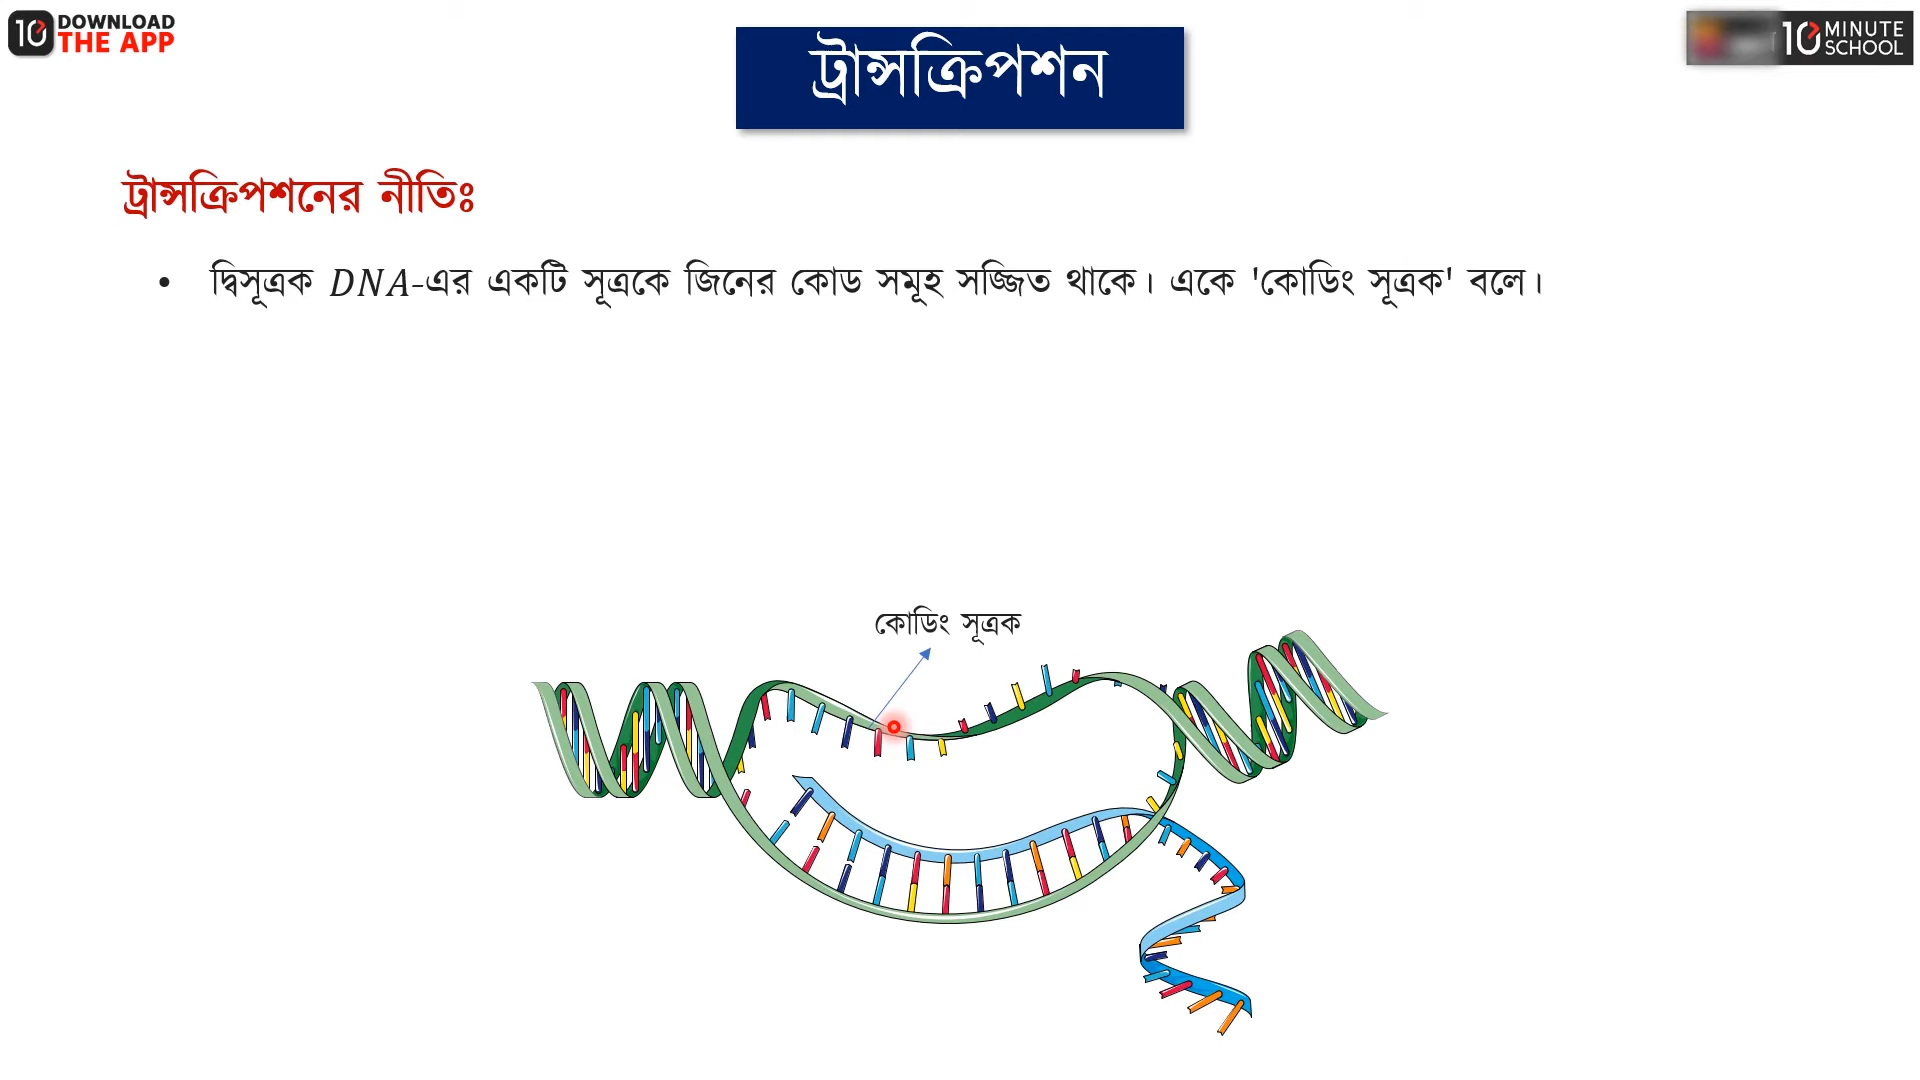 DOWNLOAD
THE APP
10 MINUTE
SCHOOL
ট্রান্সক্রিপশন
ট্রান্সক্রিপশনের নীতিঃ
• দ্বিসূত্রক DNA-এর একটি সূত্রকে জিনের কোড সমূহ সজ্জিত থাকে। একে 'কোডিং সূত্রক' বলে।
কোডিং সূত্রক